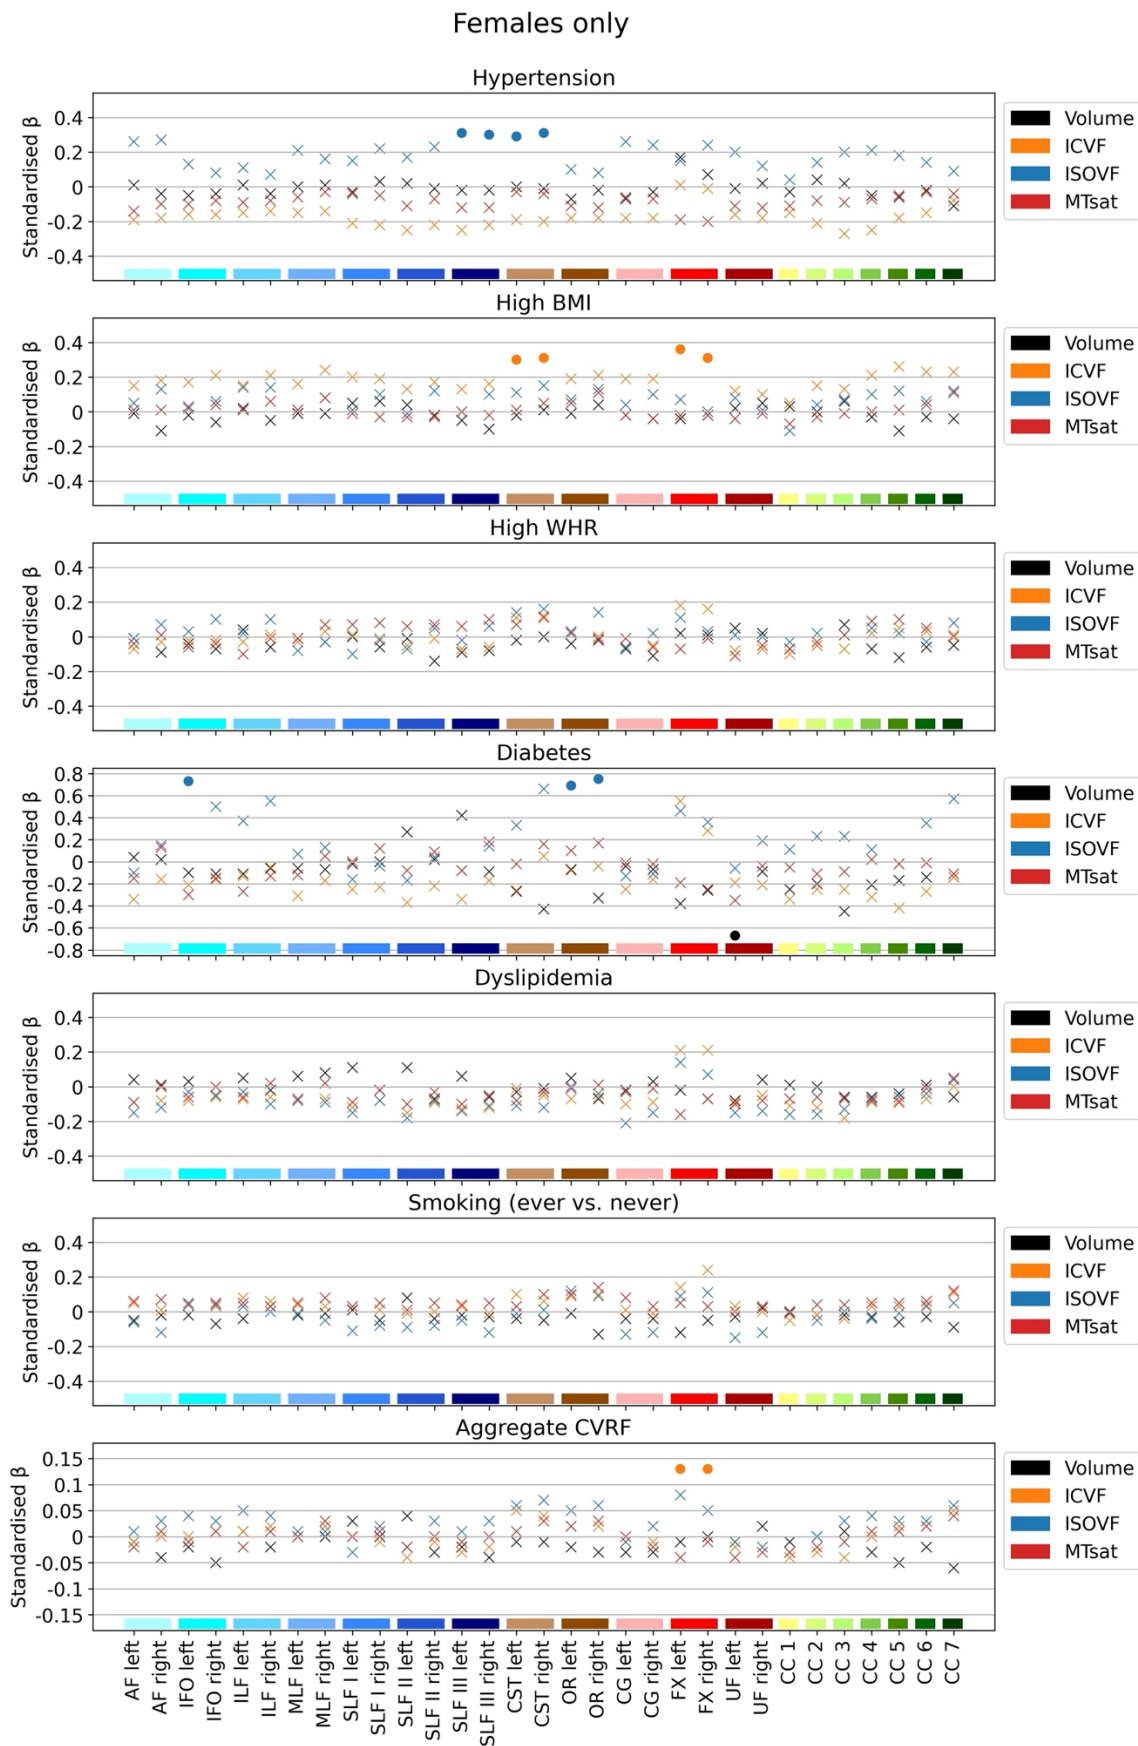 Females only
Hypertension
Standardised β
0.4
0.2
0
-0.2
-0.4
Volume
ICVF
ISOVF
MTsat
High BMI
Standardised β
0.4
0.2
0
-0.2
-0.4
Volume
ICVF
ISOVF
MTsat
High WHR
Standardised β
0.4
0.2
0
-0.2
-0.4
Volume
ICVF
ISOVF
MTsat
Diabetes
Standardised β
0.8
0.6
0.4
0.2
0
-0.2
-0.4
-0.6
-0.8
Volume
ICVF
ISOVF
MTsat
Dyslipidemia
Standardised β
0.4
0.2
0
-0.2
-0.4
Volume
ICVF
ISOVF
MTsat
Smoking (ever vs. never)
Standardised β
0.4
0.2
0
-0.2
-0.4
Volume
ICVF
ISOVF
MTsat
Aggregate CVRF
Standardised β
0.15
0.1
0.05
0
-0.05
-0.1
-0.15
Volume
ICVF
ISOVF
MTsat
AF left
AF right
IFO left
IFO right
ILF left
ILF right
MLF left
MLF right
SLF I left
SLF I right
SLF II left
SLF II right
SLF III left
SLF III right
CST left
CST right
OR left
OR right
CG left
CG right
FX left
FX right
UF left
UF right
CC 1
CC 2
CC 3
CC 4
CC 5
CC 6
CC 7